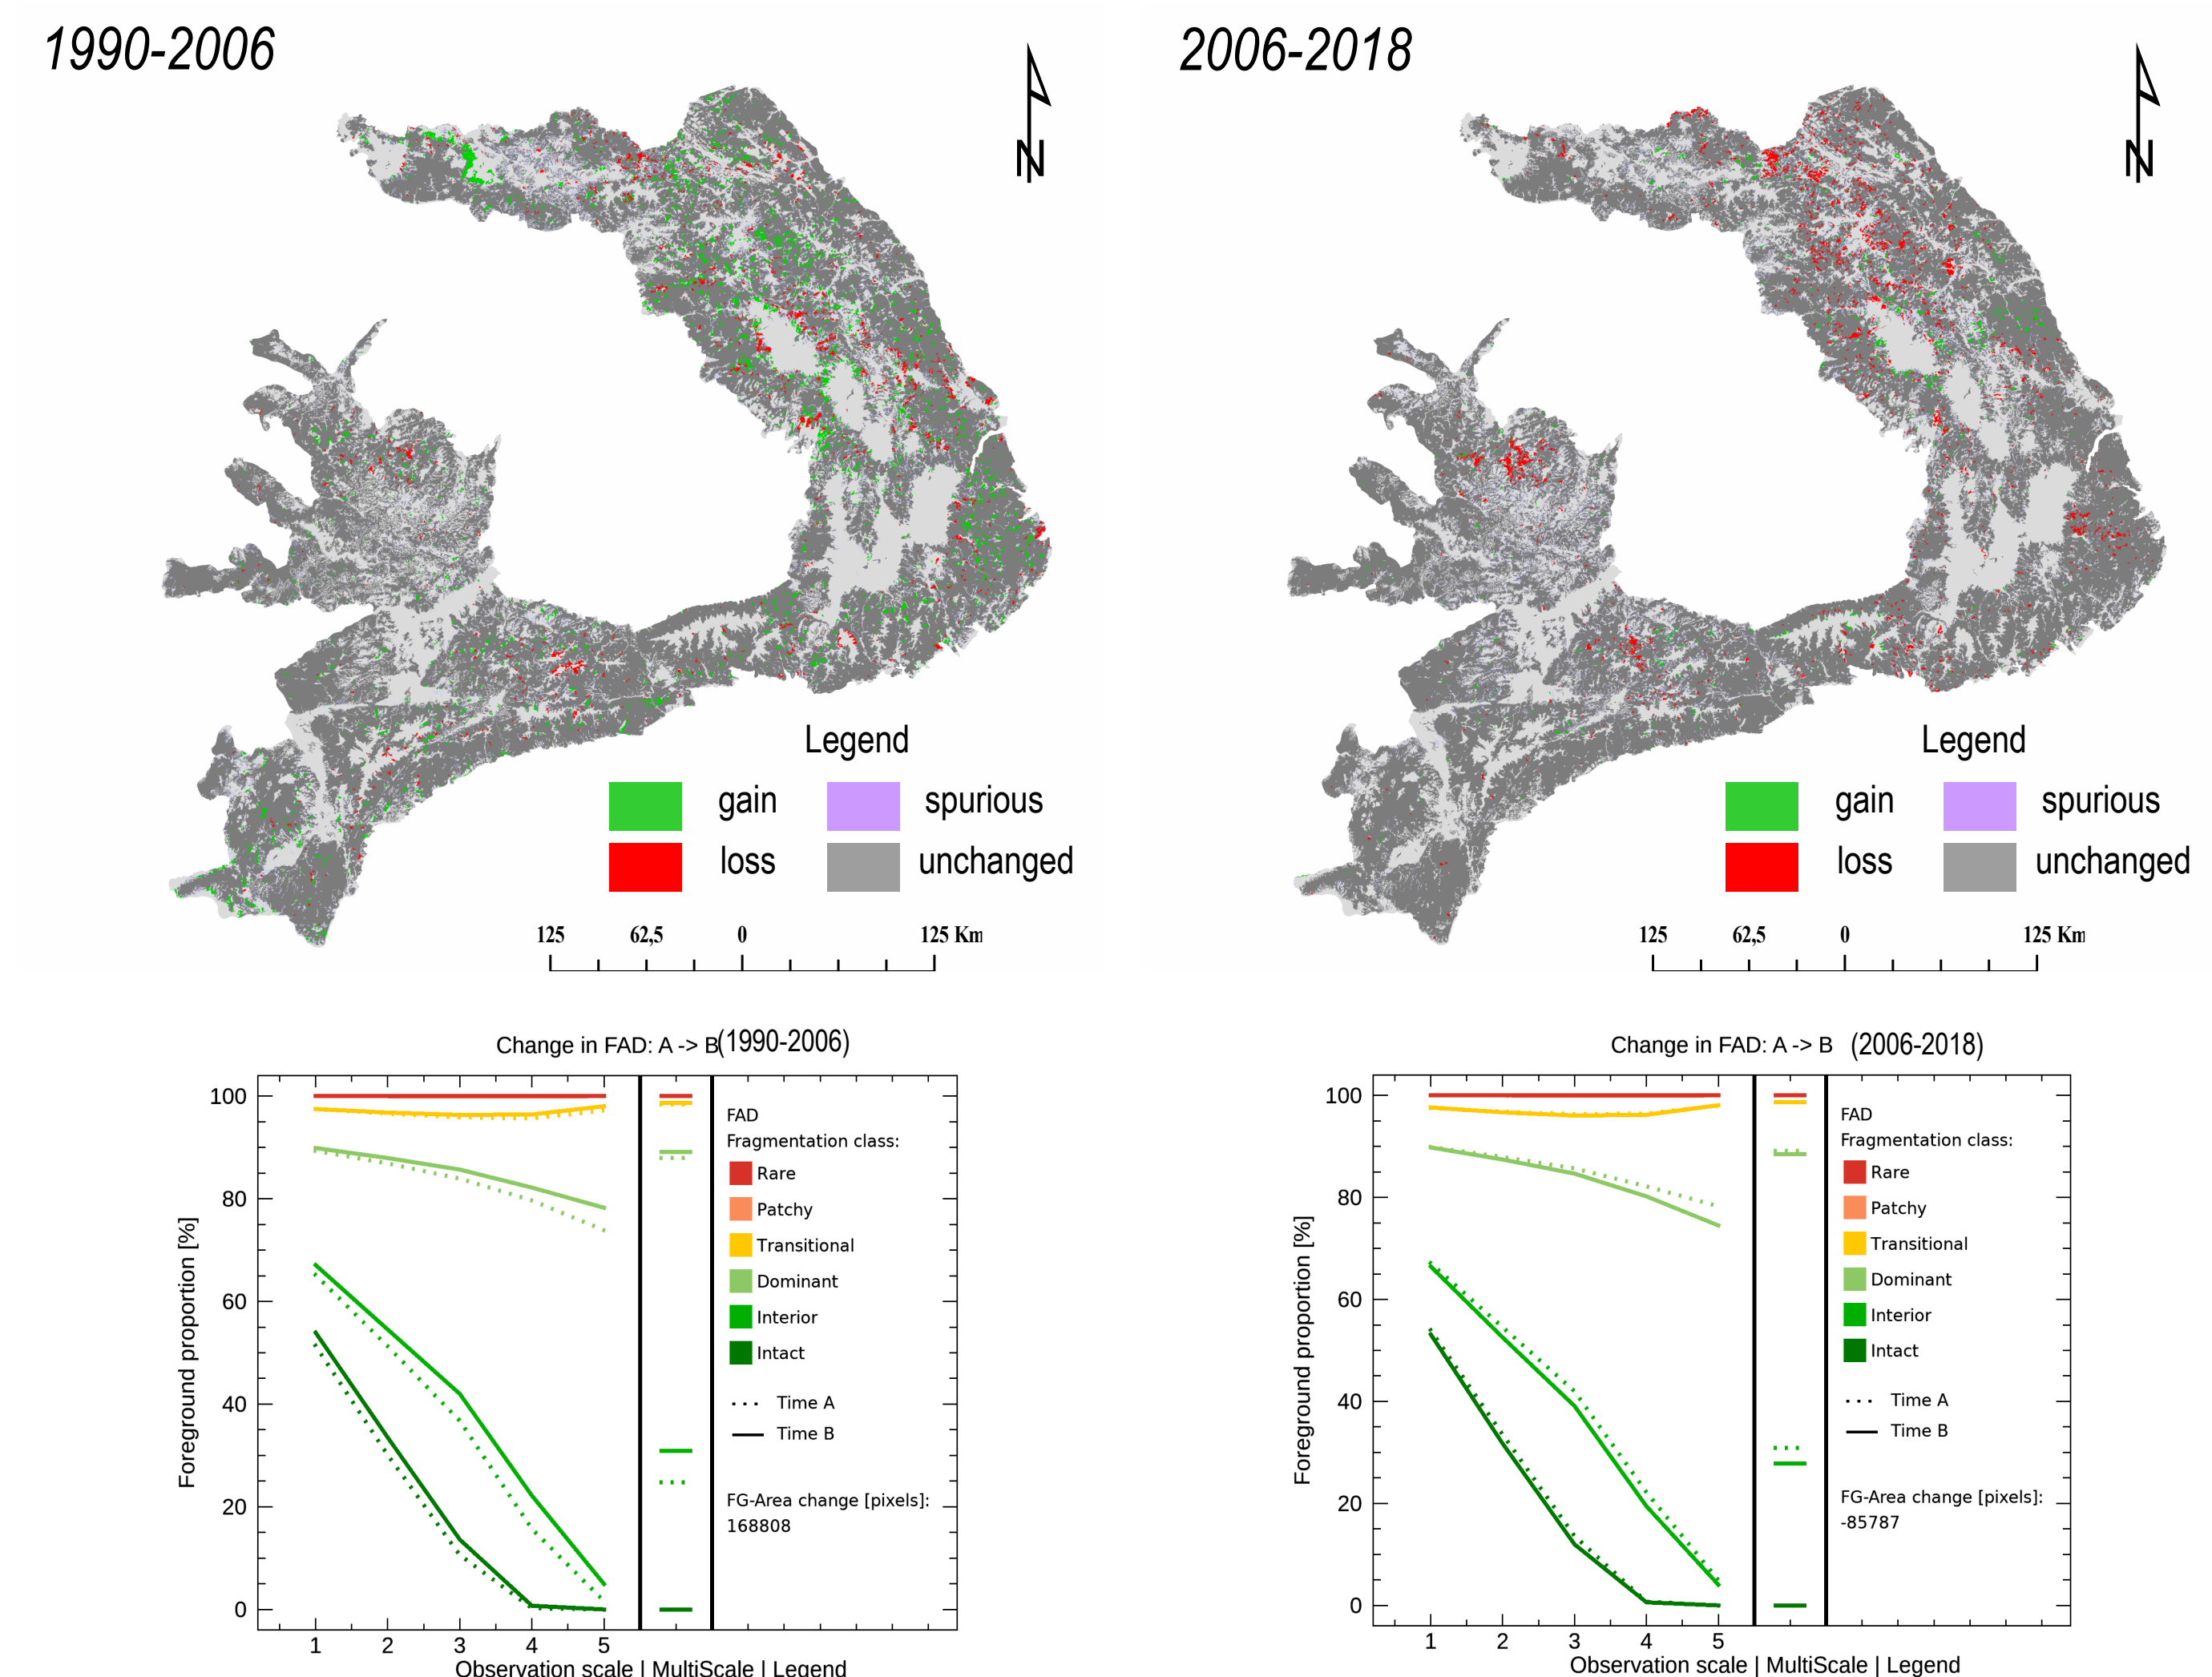 1990-2006
N
Legend
gain
spurious
loss
unchanged
125 62,5 0 125 Km
2006-2018
N
Legend
gain
spurious
loss
unchanged
125 62,5 0 125 Km
Change in FAD: A -> B(1990-2006)
Foreground proportion [%]
100
80
60
40
20
0
1 2 3 4 5
Observation scale | MultiScale | Legend
FAD
Fragmentation class:
Rare
Patchy
Transitional
Dominant
Interior
Intact
Time A
Time B
FG-Area change [pixels]:
168808
Change in FAD: A -> B (2006-2018)
Foreground proportion [%]
100
80
60
40
20
0
1 2 3 4 5
Observation scale | MultiScale | Legend
FAD
Fragmentation class:
Rare
Patchy
Transitional
Dominant
Interior
Intact
Time A
Time B
FG-Area change [pixels]:
-85787